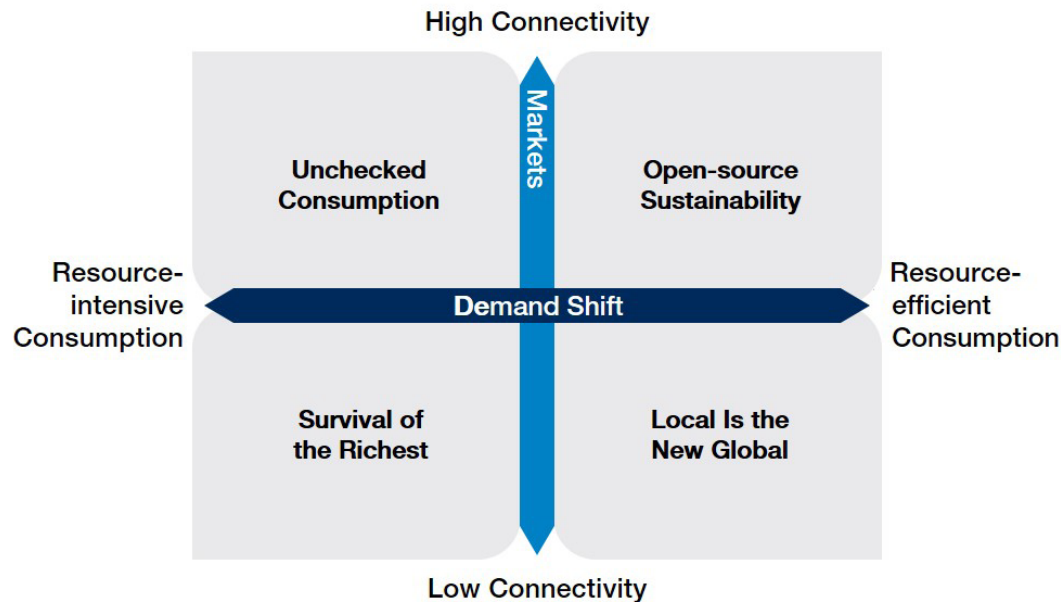 High Connectivity
Markets
Unchecked
Consumption
Open-source
Sustainability
Resource-
intensive
Consumption
Demand Shift
Resource-
efficient
Consumption
Survival of
the Richest
Local Is the
New Global
Low Connectivity